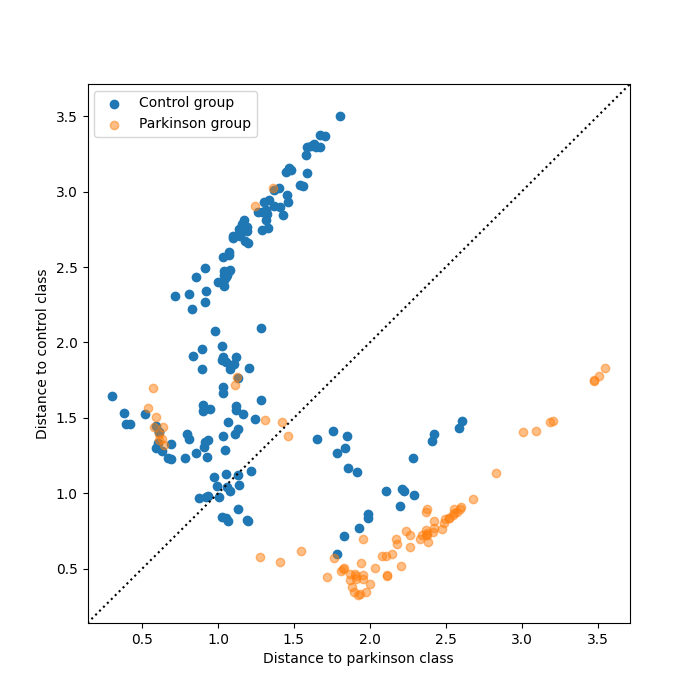 Control group
Parkinson group
3.5
3.0
2.5
2.0
1.5
1.0
0.5
Distance to control class
0.5 1.0 1.5 2.0 2.5 3.0 3.5
Distance to parkinson class